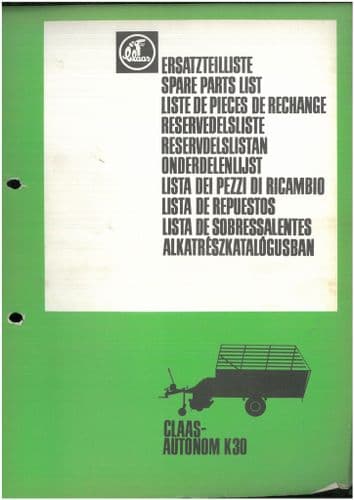 Claas
ERSATZTEILLISTE
SPARE PARTS LIST
LISTE DE PIECES DE RECHANGE
RESERVEDELSLISTE
RESERVDELSLISTAN
ONDERDELENLIJST
LISTA DEI PEZZI DI RICAMBIO
LISTA DE REPUESTOS
LISTA DE SOBRESSALENTES
ALKATRÉSZKATALÓGUSBAN
CLAAS-
AUTONOM K30